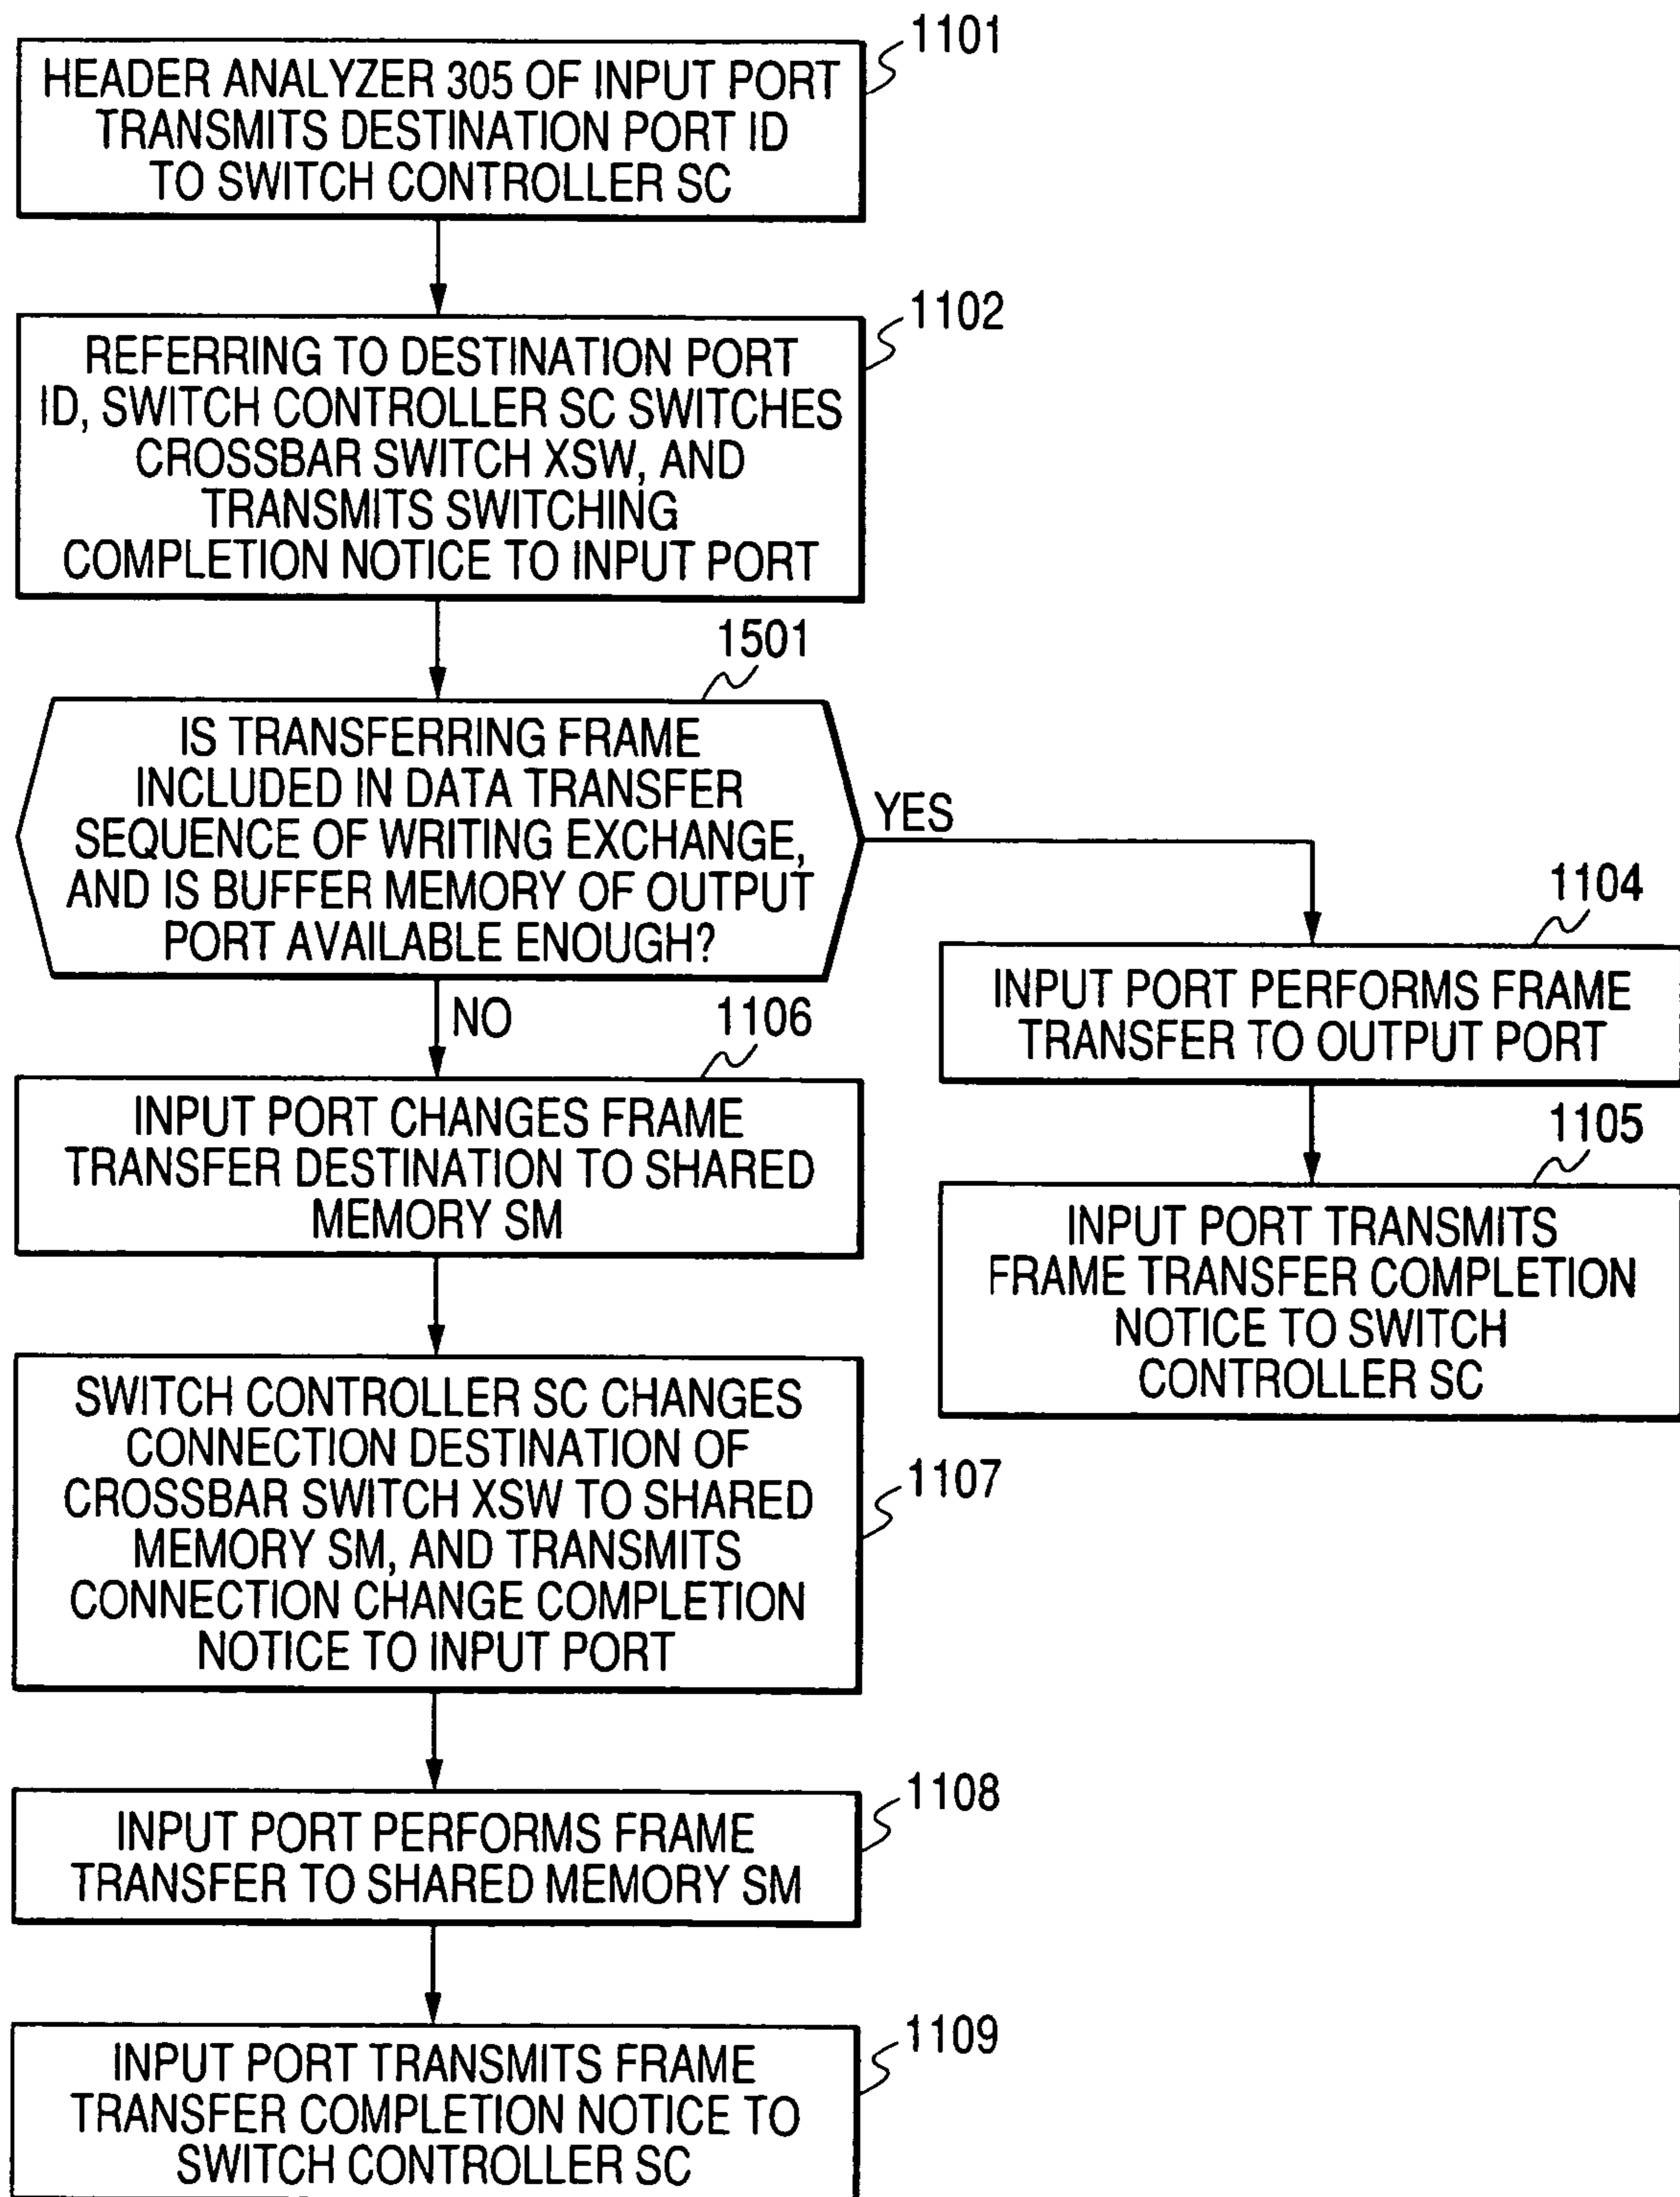 1101
HEADER ANALYZER 305 OF INPUT PORT
TRANSMITS DESTINATION PORT ID
TO SWITCH CONTROLLER SC
1102
REFERRING TO DESTINATION PORT
ID, SWITCH CONTROLLER SC SWITCHES
CROSSBAR SWITCH XSW, AND
TRANSMITS SWITCHING
COMPLETION NOTICE TO INPUT PORT
1501
IS TRANSFERRING FRAME
INCLUDED IN DATA TRANSFER
SEQUENCE OF WRITING EXCHANGE,
AND IS BUFFER MEMORY OF OUTPUT
PORT AVAILABLE ENOUGH?
YES
1104
INPUT PORT PERFORMS FRAME
TRANSFER TO OUTPUT PORT
1105
INPUT PORT TRANSMITS
FRAME TRANSFER COMPLETION
NOTICE TO SWITCH
CONTROLLER SC
NO
1106
INPUT PORT CHANGES FRAME
TRANSFER DESTINATION TO SHARED
MEMORY SM
1107
SWITCH CONTROLLER SC CHANGES
CONNECTION DESTINATION OF
CROSSBAR SWITCH XSW TO SHARED
MEMORY SM, AND TRANSMITS
CONNECTION CHANGE COMPLETION
NOTICE TO INPUT PORT
1108
INPUT PORT PERFORMS FRAME
TRANSFER TO SHARED MEMORY SM
1109
INPUT PORT TRANSMITS FRAME
TRANSFER COMPLETION NOTICE TO
SWITCH CONTROLLER SC